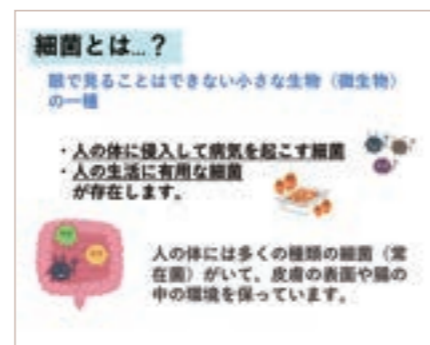 細菌とは…？
眼で見ることはできない小さな生物（微生物）
の一種
・人の体に侵入して病気を起こす細菌
・人の生活に有用な細菌
が存在します。
人の体には多くの種類の細菌（常
在菌）がいて、皮膚の表面や腸の
中の環境を保っています。